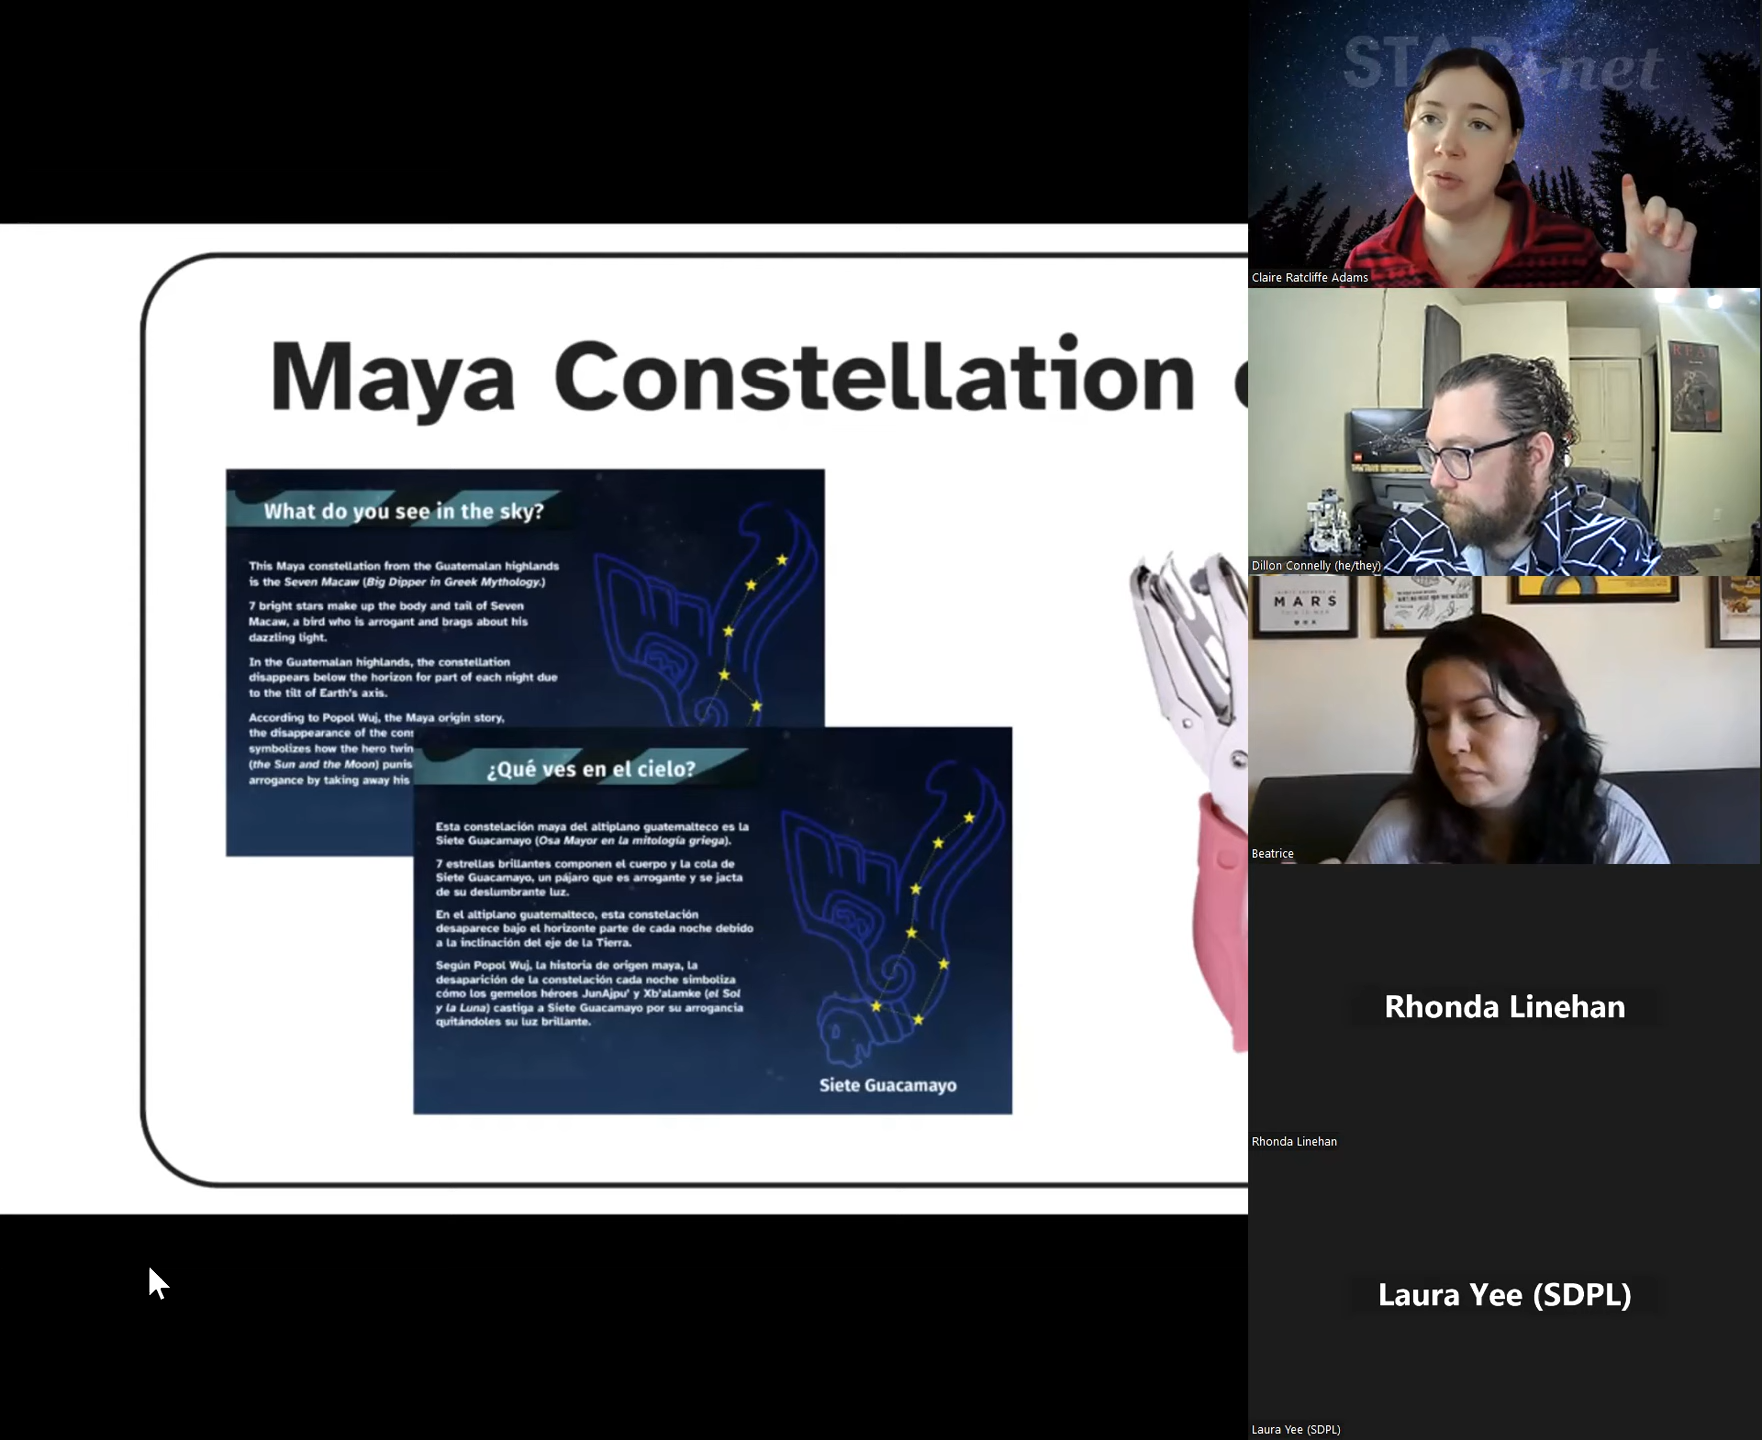 Maya Constellation
What do you see in the sky?
This Maya constellation from the Guatemalan highlands
is the Seven Macaw (Big Dipper in Greek Mythology.)
7 bright stars make up the body and tail of Seven
Macaw, a bird who is arrogant and brags about his
dazzling light.
In the Guatemalan highlands, the constellation
disappears below the horizon for part of each night due
to the tilt of Earth's axis.
According to Popol Wuj, the Maya origin story,
the disappearance of the
symbolizes how the hero twin
(the Sun and the Moon) punis
arrogance by taking away his
¿Qué ves en el cielo?
Esta constelación maya del altiplano guatemalteco es la
Siete Guacamayo (Osa Mayor en la mitología griega).
7 estrellas brillantes componen el cuerpo y la cola de
Siete Guacamayo, un pájaro que es arrogante y se jacta
de su deslumbrante luz.
En el altiplano guatemalteco, esta constelación
desaparece bajo el horizonte parte de cada noche debido
a la inclinación del eje de la Tierra.
Según Popol Wuj, la historia de origen maya, la
desaparición de la constelación cada noche simboliza
cómo los gemelos héroes JunAjpu' y Xb'alamke (el Sol
y la Luna) castiga a Siete Guacamayo por su arrogancia
quitándoles su luz brillante.
Siete Guacamayo
STAR net
Claire Ratcliffe Adams
READ
Dillon Connelly (he/they)
MARS
Beatrice
Rhonda Linehan
Rhonda Linehan
Laura Yee (SDPL)
Laura Yee (SDPL)